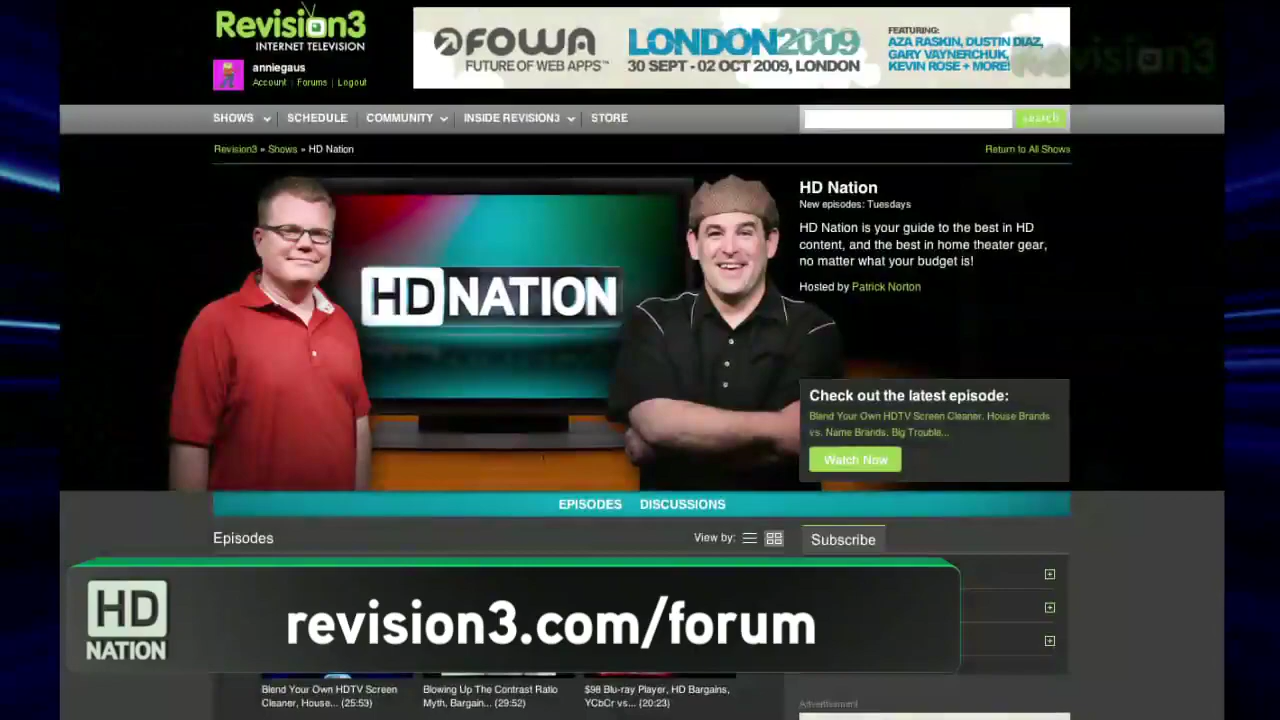 Revision3
INTERNET TELEVISION
anniegaus
Account | Forums | Logout
FOWA
FUTURE OF WEB APPS™
LONDON2009
30 SEPT - 02 OCT 2009, LONDON
FEATURING:
AZA RASKIN, DUSTIN DIAZ,
GARY VAYNERCHUK,
KEVIN ROSE + MORE!
Revision3
SHOWS
SCHEDULE
COMMUNITY
INSIDE REVISION3
STORE
search
Revision3 » Shows » HD Nation
Return to All Shows
HD NATION
HD Nation
New episodes: Tuesdays
HD Nation is your guide to the best in HD
content, and the best in home theater gear,
no matter what your budget is!
Hosted by Patrick Norton
Check out the latest episode:
Blend Your Own HDTV Screen Cleaner, House Brands
vs. Name Brands, Big Trouble...
Watch Now
EPISODES
DISCUSSIONS
Episodes
View by:
Subscribe
HD
NATION
revision3.com/forum
Blend Your Own HDTV Screen
Cleaner, House... (25:53)
Blowing Up The Contrast Ratio
Myth, Bargain... (29:52)
$98 Blu-ray Player, HD Bargains,
YCbCr vs... (20:23)
Advertisement